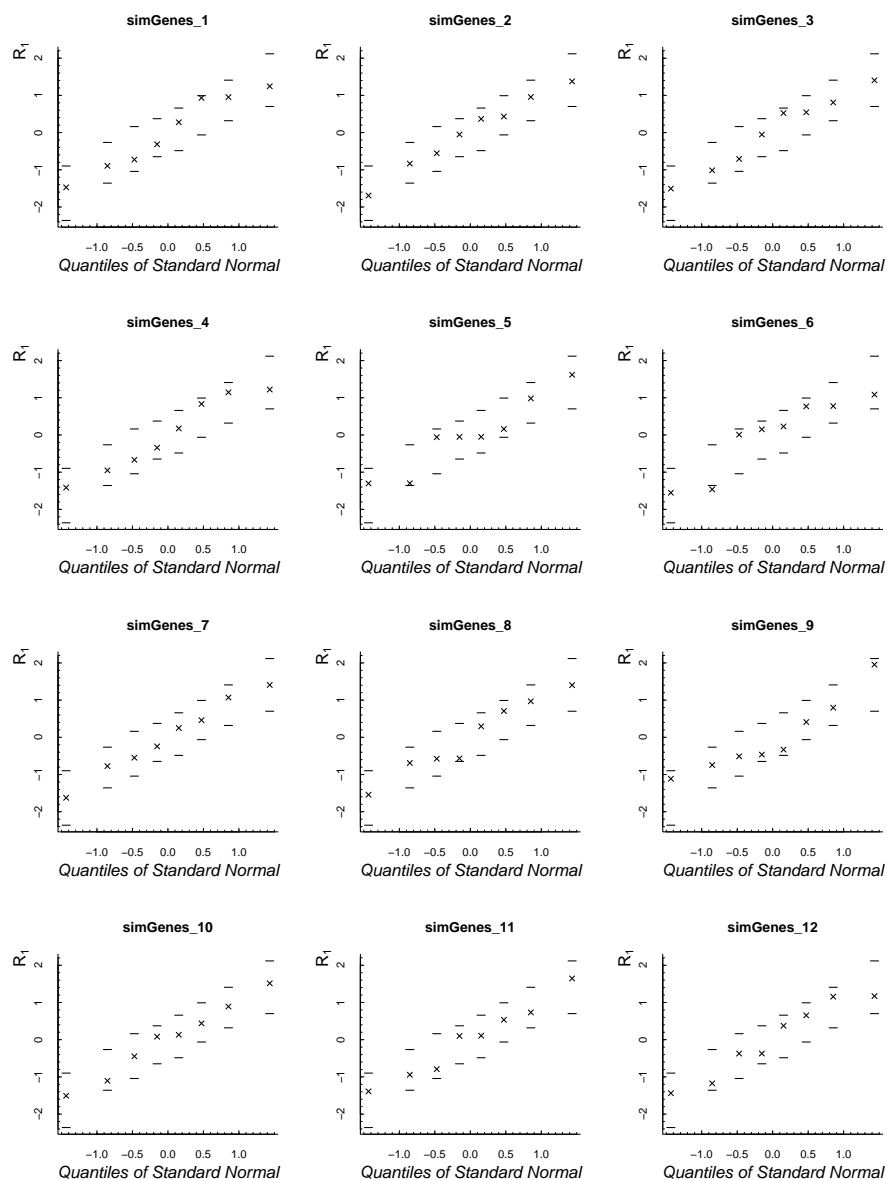 simGenes_1 simGenes_2 simGenes_3
R1 R1 R1
2 2 2
1 1 1
0 0 0
−1 −1 −1
−2 −2 −2
−1.0 −0.5 0.0 0.5 1.0 −1.0 −0.5 0.0 0.5 1.0 −1.0 −0.5 0.0 0.5 1.0
Quantiles of Standard Normal Quantiles of Standard Normal Quantiles of Standard Normal
simGenes_4 simGenes_5 simGenes_6
R1 R1 R1
2 2 2
1 1 1
0 0 0
−1 −1 −1
−2 −2 −2
−1.0 −0.5 0.0 0.5 1.0 −1.0 −0.5 0.0 0.5 1.0 −1.0 −0.5 0.0 0.5 1.0
Quantiles of Standard Normal Quantiles of Standard Normal Quantiles of Standard Normal
simGenes_7 simGenes_8 simGenes_9
R1 R1 R1
2 2 2
1 1 1
0 0 0
−1 −1 −1
−2 −2 −2
−1.0 −0.5 0.0 0.5 1.0 −1.0 −0.5 0.0 0.5 1.0 −1.0 −0.5 0.0 0.5 1.0
Quantiles of Standard Normal Quantiles of Standard Normal Quantiles of Standard Normal
simGenes_10 simGenes_11 simGenes_12
R1 R1 R1
2 2 2
1 1 1
0 0 0
−1 −1 −1
−2 −2 −2
−1.0 −0.5 0.0 0.5 1.0 −1.0 −0.5 0.0 0.5 1.0 −1.0 −0.5 0.0 0.5 1.0
Quantiles of Standard Normal Quantiles of Standard Normal Quantiles of Standard Normal